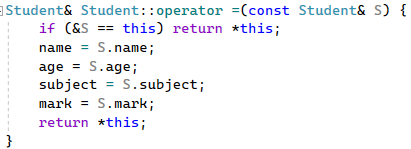 Student& Student::operator =(const Student& S) {
if (&S == this) return *this;
name = S.name;
age = S.age;
subject = S.subject;
mark = S.mark;
return *this;
}